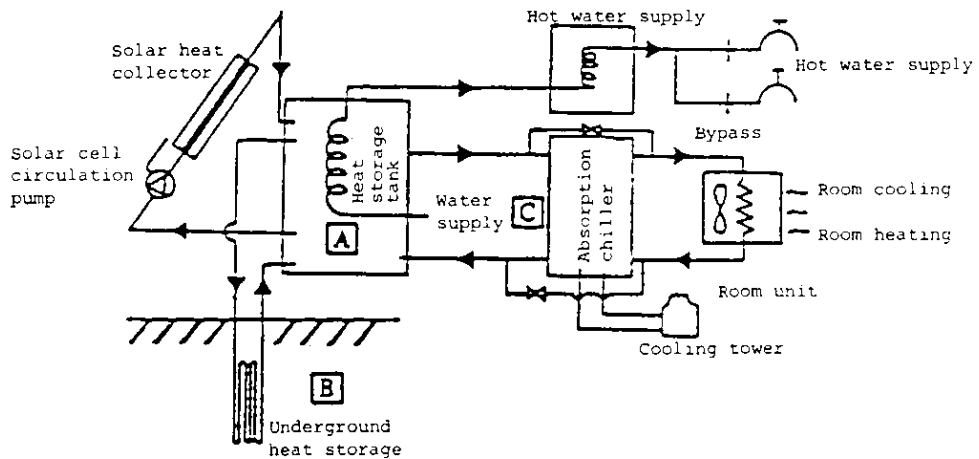 Hot water supply
Solar heat
collector
Hot water supply
Solar cell
circulation
pump
Heat
storage
tank
A
Water
supply
C
Absorption
chiller
Bypass
Room cooling
Room heating
Room unit
Cooling tower
B
Underground
heat storage